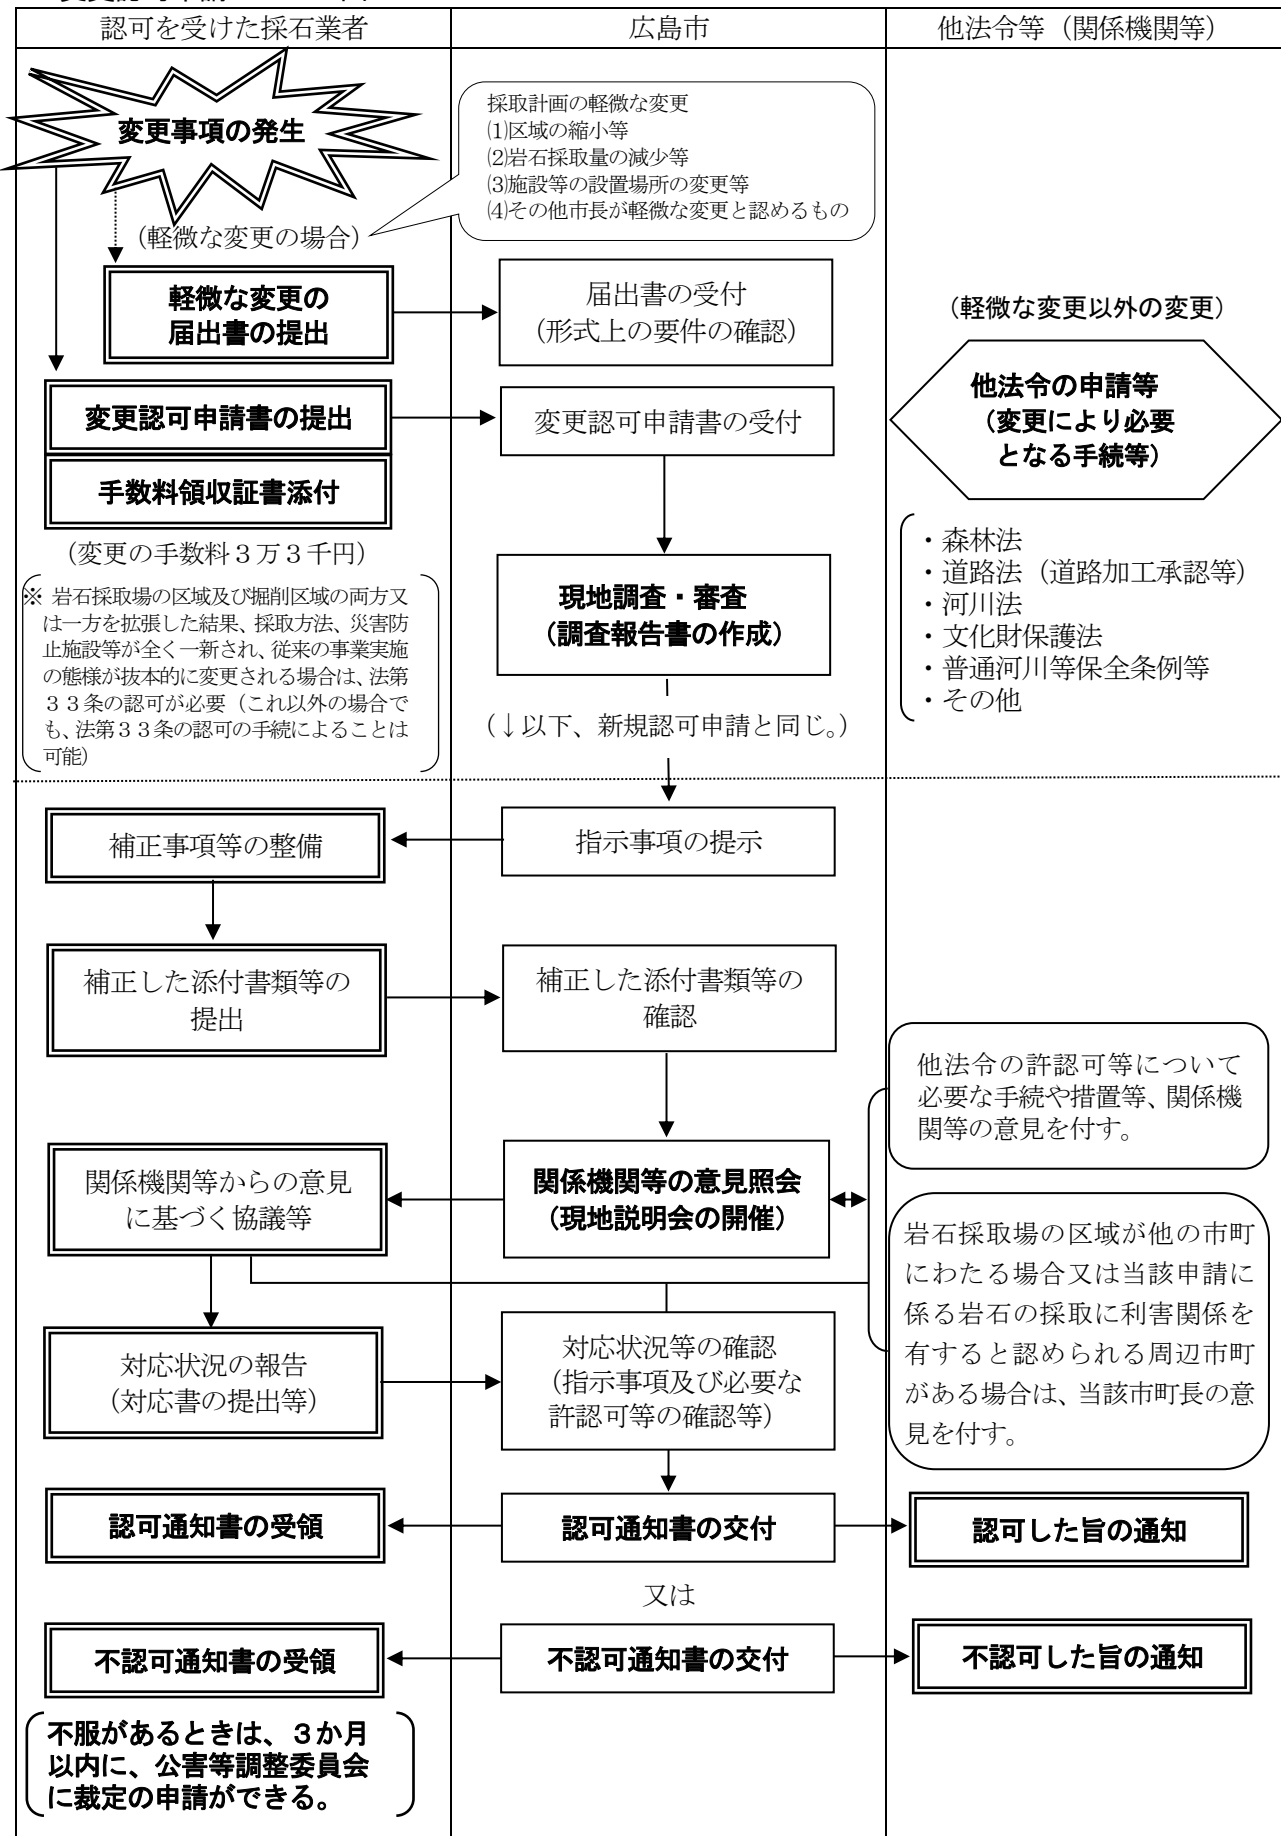 認可を受けた採石業者
広島市
他法令等（関係機関等）
変更事項の発生
採取計画の軽微な変更
⑴区域の縮小等
⑵岩石採取量の減少等
⑶施設等の設置場所の変更等
⑷その他市長が軽微な変更と認めるもの
（軽微な変更の場合）
軽微な変更の
届出書の提出
届出書の受付
（形式上の要件の確認）
（軽微な変更以外の変更）
他法令の申請等
（変更により必要
となる手続等）
変更認可申請書の提出
変更認可申請書の受付
手数料領収証書添付
（変更の手数料３万３千円）
※ 岩石採取場の区域及び掘削区域の両方又
は一方を拡張した結果、採取方法、災害防
止施設等が全く一新され、従来の事業実施
の態様が抜本的に変更される場合は、法第
３３条の認可が必要（これ以外の場合で
も、法第３３条の認可の手続によることは
可能）
現地調査・審査
（調査報告書の作成）
（↓以下、新規認可申請と同じ。）
・森林法
・道路法（道路加工承認等）
・河川法
・文化財保護法
・普通河川等保全条例等
・その他
補正事項等の整備
指示事項の提示
補正した添付書類等の
提出
補正した添付書類等の
確認
他法令の許認可等について
必要な手続や措置等、関係機
関等の意見を付す。
関係機関等からの意見
に基づく協議等
関係機関等の意見照会
（現地説明会の開催）
岩石採取場の区域が他の市町
にわたる場合又は当該申請に
係る岩石の採取に利害関係を
有すると認められる周辺市町
がある場合は、当該市町長の意
見を付す。
対応状況の報告
（対応書の提出等）
対応状況等の確認
（指示事項及び必要な
許認可等の確認等）
認可通知書の受領
認可通知書の交付
認可した旨の通知
又は
不認可通知書の受領
不認可通知書の交付
不認可した旨の通知
不服があるときは、３か月
以内に、公害等調整委員会
に裁定の申請ができる。